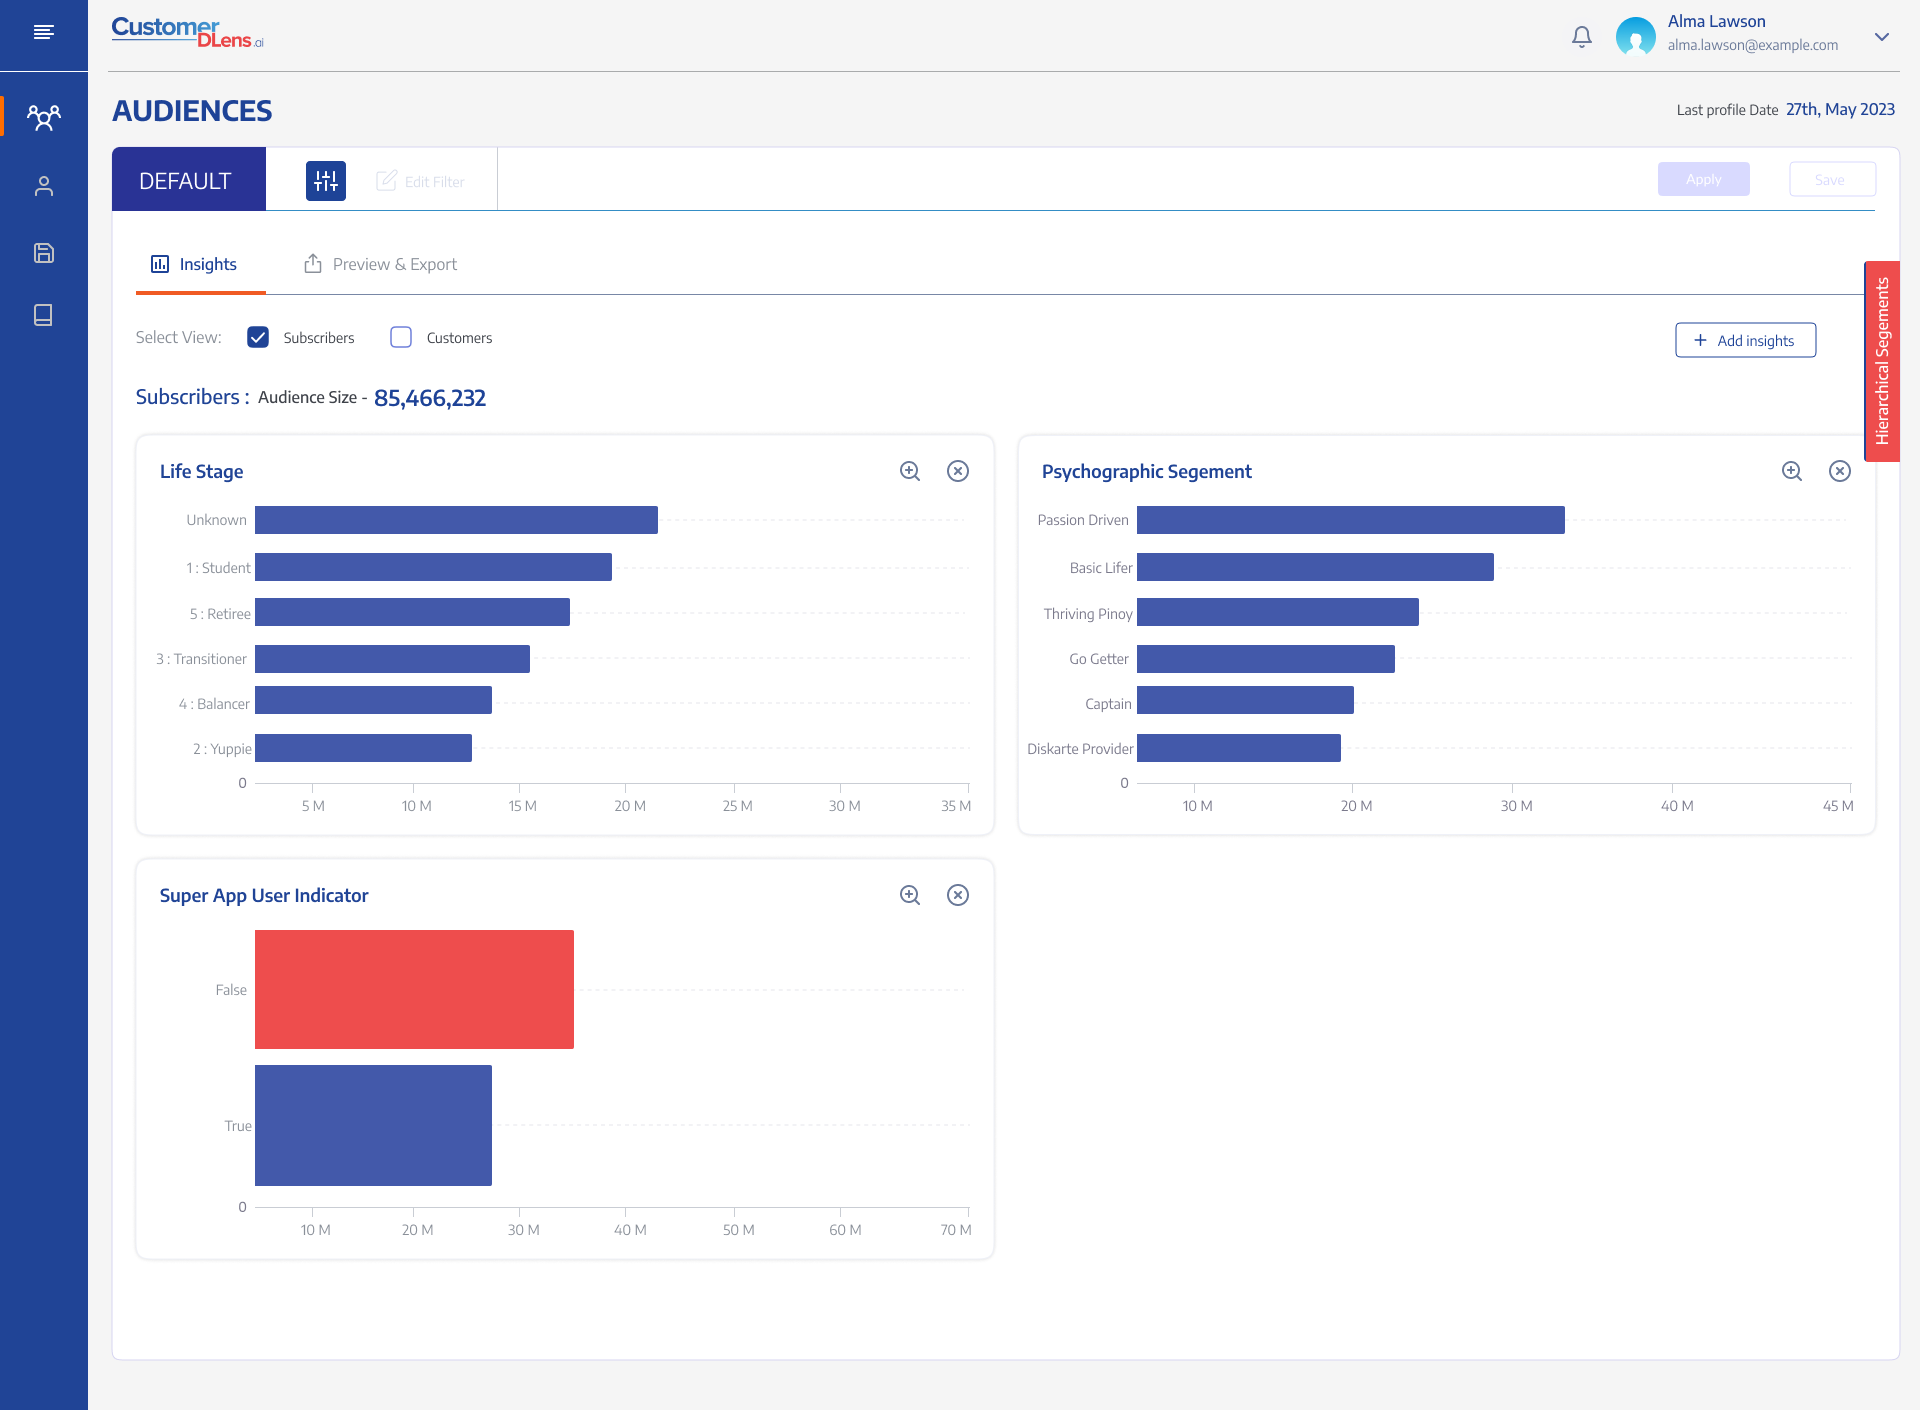 Customer
DLens.ai
Alma Lawson
alma.lawson@example.com
AUDIENCES
Last profile Date 27th, May 2023
DEFAULT
Edit Filter
Apply
Save
Insights
Preview & Export
Hierarchical Segements
Select View:
Subscribers
Customers
Add insights
Subscribers : Audience Size - 85,466,232
Life Stage
Unknown
1 : Student
5 : Retiree
3 : Transitioner
4 : Balancer
2 : Yuppie
0
5 M 10 M 15 M 20 M 25 M 30 M 35 M
Psychographic Segement
Passion Driven
Basic Lifer
Thriving Pinoy
Go Getter
Captain
Diskarte Provider
0
10 M 20 M 30 M 40 M 45 M
Super App User Indicator
False
True
0
10 M 20 M 30 M 40 M 50 M 60 M 70 M